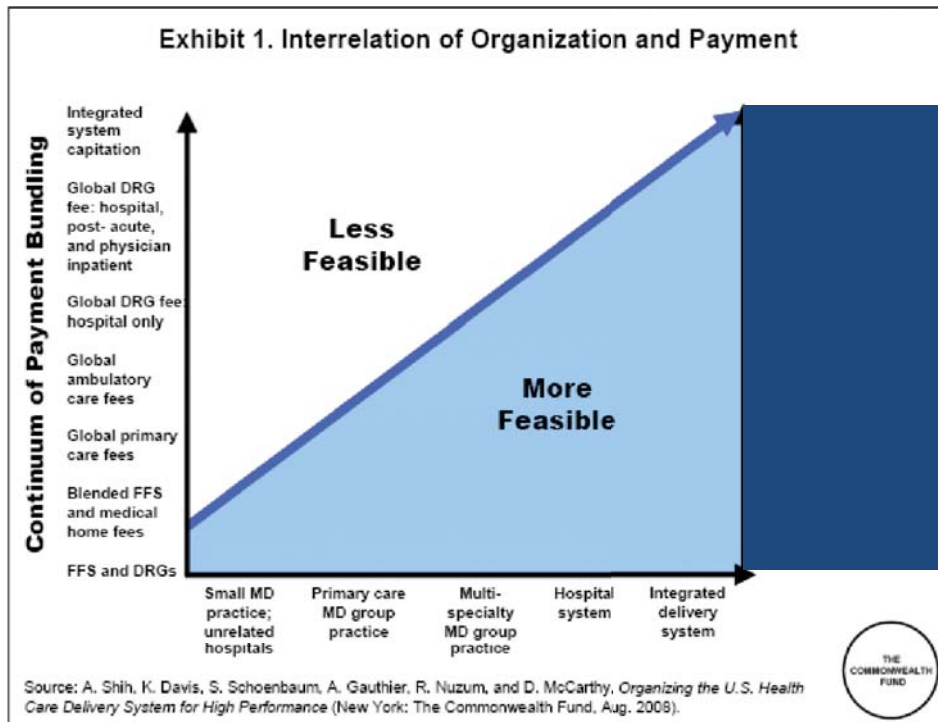 Exhibit 1. Interrelation of Organization and Payment
Continuum of Payment Bundling
Integrated
system
capitation
Global DRG
fee: hospital,
post- acute,
and physician
inpatient
Global DRG fee:
hospital only
Global
ambulatory
care fees
Global primary
care fees
Blended FFS
and medical
home fees
FFS and DRGs
Less
Feasible
More
Feasible
Small MD
practice;
unrelated
hospitals
Primary care
MD group
practice
Multi-
specialty
MD group
practice
Hospital
system
Integrated
delivery
system
Source: A. Shih, K. Davis, S. Schoenbaum, A. Gauthier, R. Nuzum, and D. McCarthy, Organizing the U.S. Health
Care Delivery System for High Performance (New York: The Commonwealth Fund, Aug. 2008).
THE
COMMONWEALTH
FUND